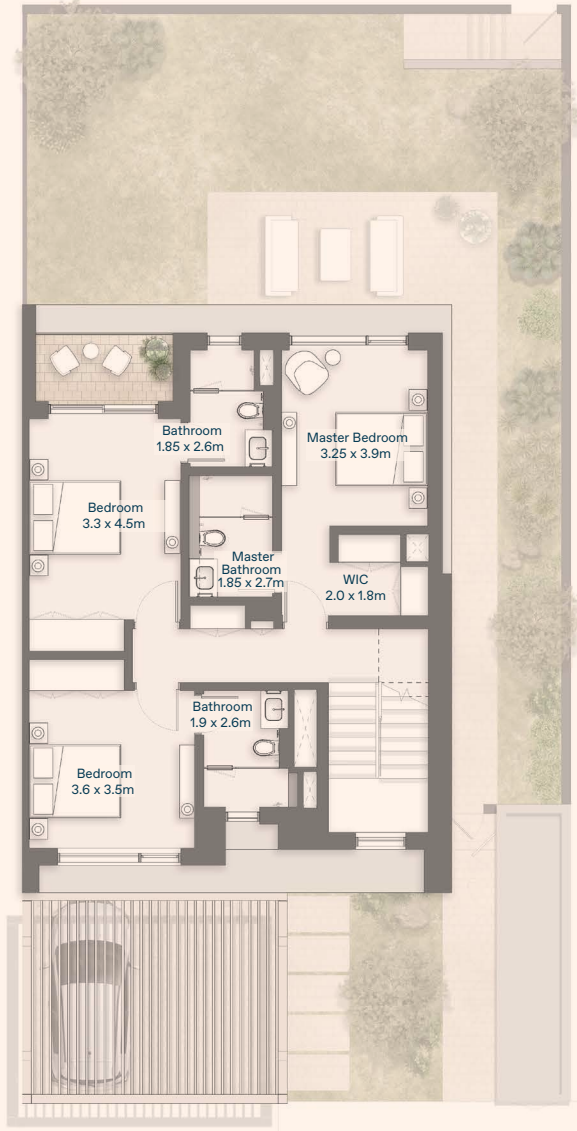 Bathroom
1.85 x 2.6m
Master Bedroom
3.25 x 3.9m
Bedroom
3.3 x 4.5m
Master
Bathroom
1.85 x 2.7m
WIC
2.0 x 1.8m
Bathroom
1.9 x 2.6m
Bedroom
3.6 x 3.5m